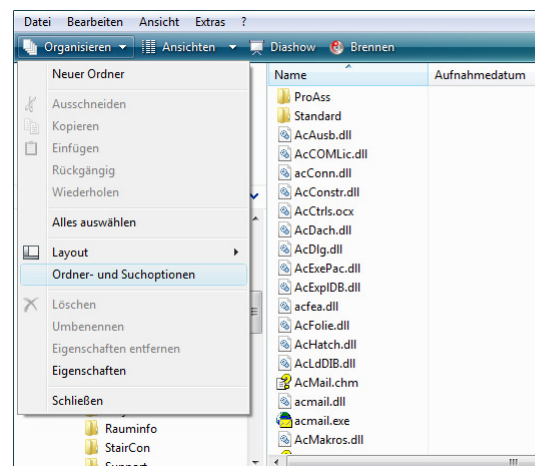 Datei Bearbeiten Ansicht Extras ?
Organisieren Ansichten Diashow Brennen
Neuer Ordner
Ausschneiden
Kopieren
Einfügen
Rückgängig
Wiederholen
Alles auswählen
Layout
Ordner- und Suchoptionen
Löschen
Umbenennen
Eigenschaften entfernen
Eigenschaften
Schließen
Rauminfo
StairCon
Name Aufnahmedatum
ProAss
Standard
AcAusb.dll
AcCOMLic.dll
acConn.dll
AcConstr.dll
AcCtrls.ocx
AcDach.dll
AcDlg.dll
AcExePac.dll
AcExpIDB.dll
acfea.dll
AcFolie.dll
AcHatch.dll
AcLdDIB.dll
AcMail.chm
acmail.dll
acmail.exe
AcMakros.dll